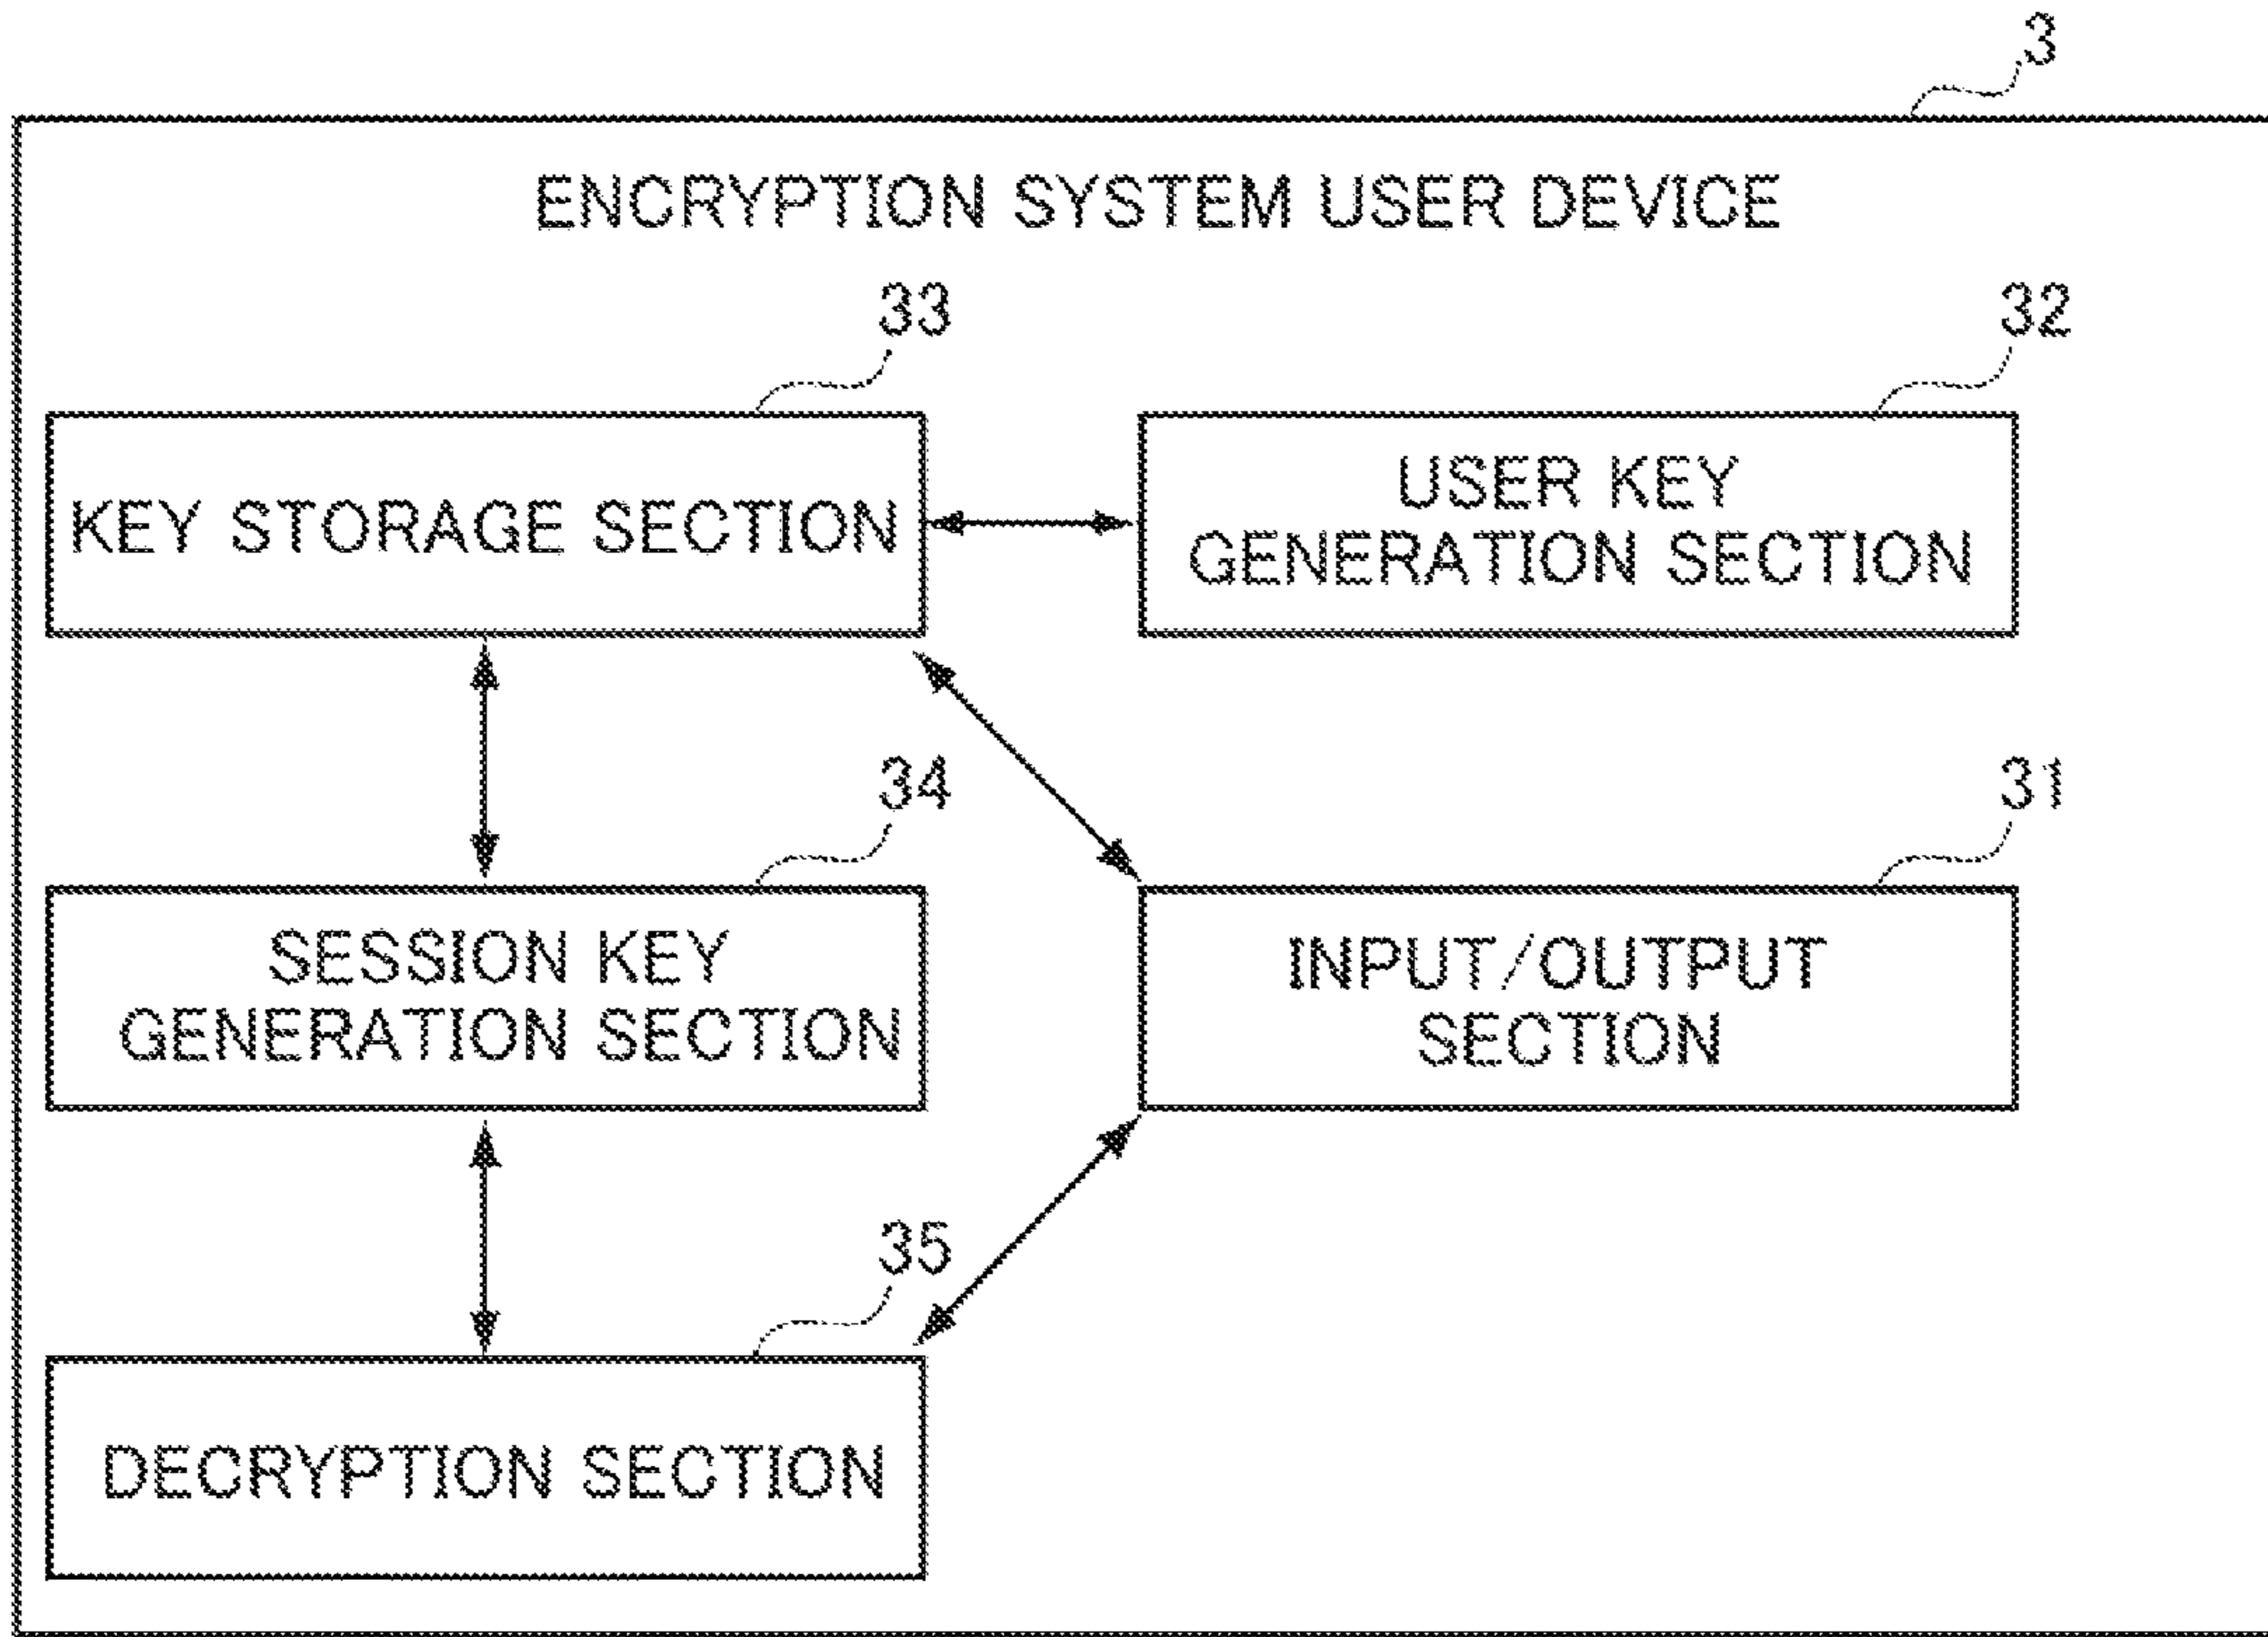 3
ENCRYPTION SYSTEM USER DEVICE
33
32
KEY STORAGE SECTION
USER KEY
GENERATION SECTION
34
31
SESSION KEY
GENERATION SECTION
INPUT/OUTPUT
SECTION
35
DECRYPTION SECTION